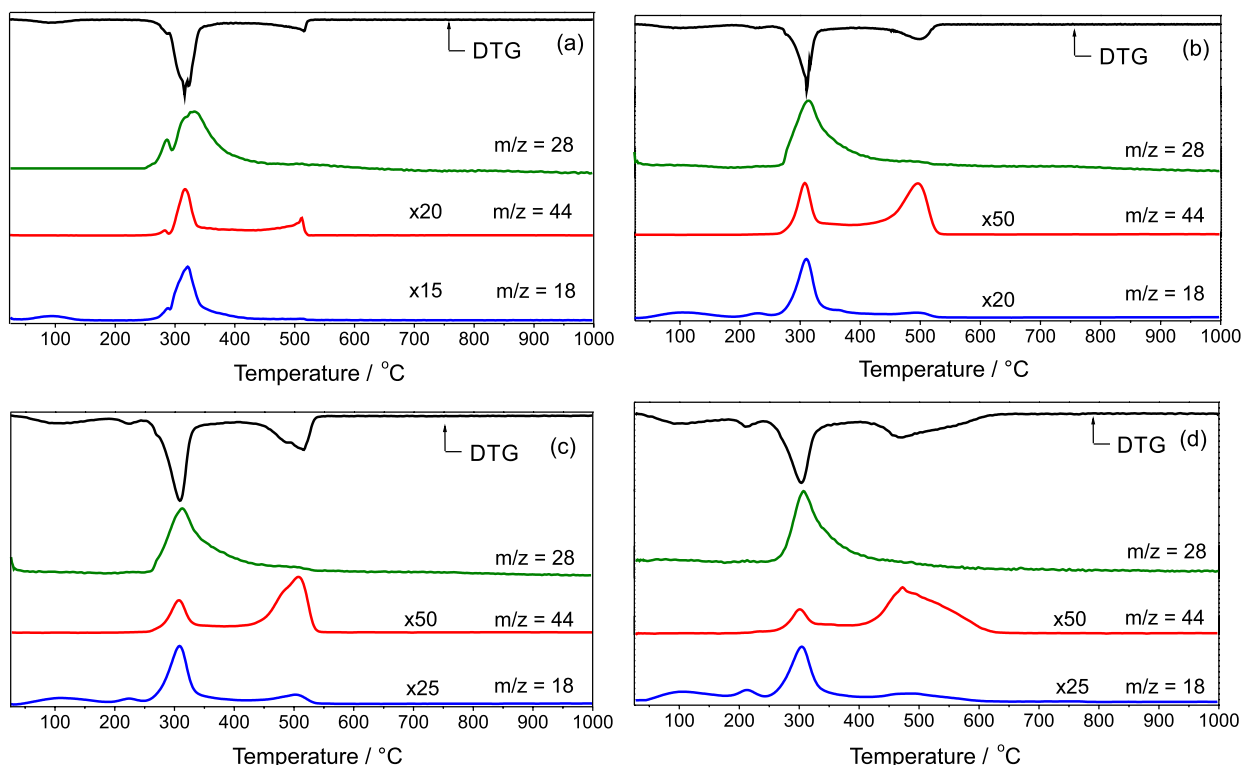 (a)
DTG
m/z = 28
x20 m/z = 44
x15 m/z = 18
100 200 300 400 500 600 700 800 900 1000
Temperature / °C
(b)
DTG
m/z = 28
x50 m/z = 44
x20 m/z = 18
100 200 300 400 500 600 700 800 900 1000
Temperature / °C
(c)
DTG
m/z = 28
x50 m/z = 44
x25 m/z = 18
100 200 300 400 500 600 700 800 900 1000
Temperature / °C
(d)
DTG
m/z = 28
x50 m/z = 44
x25 m/z = 18
100 200 300 400 500 600 700 800 900 1000
Temperature / °C